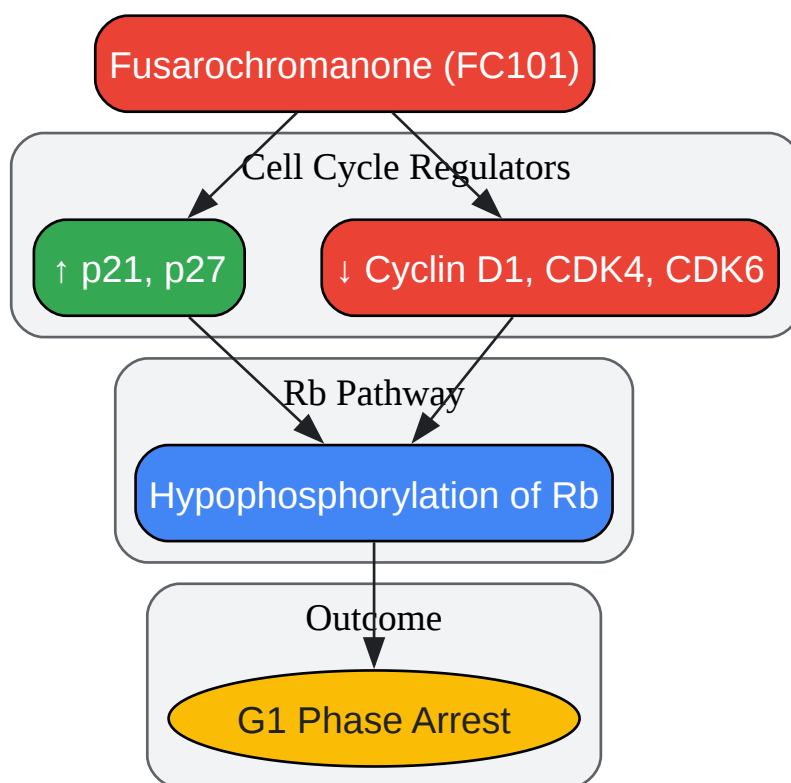 Fusarochromanone (FC101)
Cell Cycle Regulators
↑ p21, p27
↓ Cyclin D1, CDK4, CDK6
Rb Pathway
Hypophosphorylation of Rb
Outcome
G1 Phase Arrest